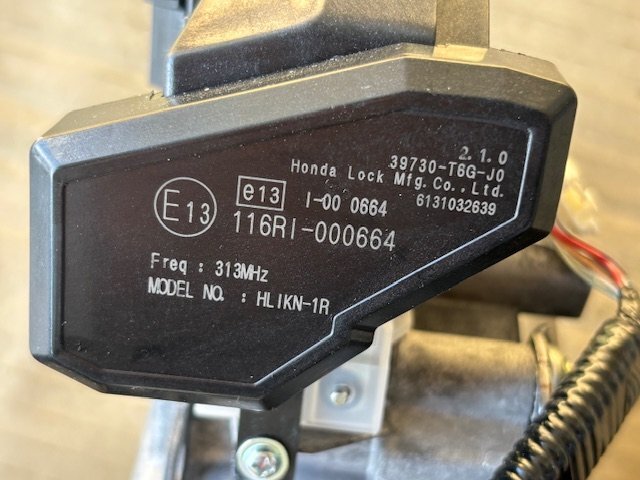 2.1.0
39730-T6G-J0
Honda Lock Mfg. Co., Ltd.
6131032639
E13
e13
I-00 0664
116RI-000664
Freq : 313MHz
MODEL NO. : HLIKN-1R